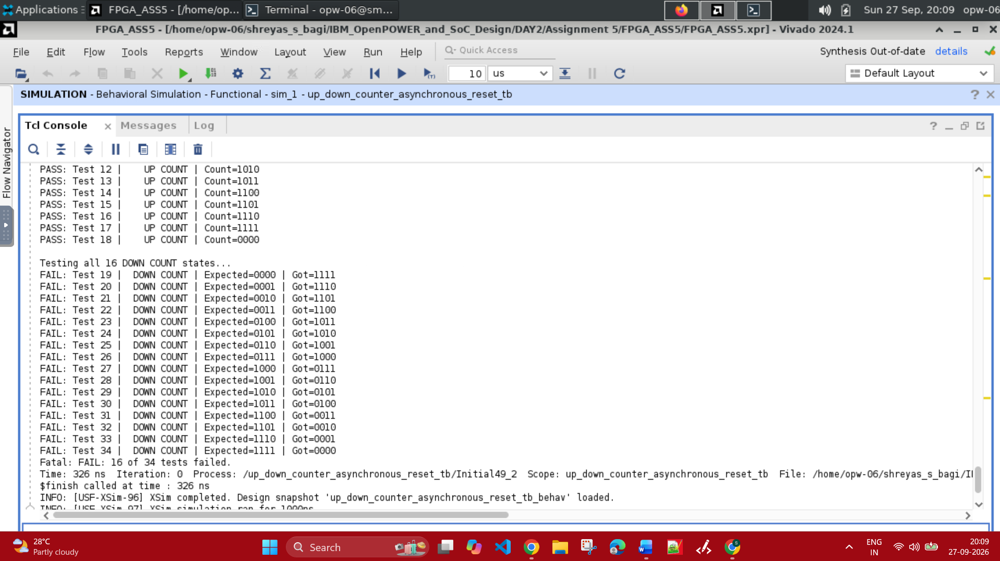 Applications
FPGA_ASS5 - [/home/op...
Terminal - opw-06@sm...
Sun 27 Sep, 20:09
opw-06
FPGA_ASS5 - [/home/opw-06/shreyas_s_bagi/IBM_OpenPOWER_and_SoC_Design/DAY2/Assignment 5/FPGA_ASS5/FPGA_ASS5.xpr] - Vivado 2024.1
File Edit Flow Tools Reports Window Layout View Run Help
Quick Access
Synthesis Out-of-date details
10 us
Default Layout
SIMULATION - Behavioral Simulation - Functional - sim_1 - up_down_counter_asynchronous_reset_tb
Flow Navigator
Tcl Console Messages Log
PASS: Test 12 |    UP COUNT | Count=1010
PASS: Test 13 |    UP COUNT | Count=1011
PASS: Test 14 |    UP COUNT | Count=1100
PASS: Test 15 |    UP COUNT | Count=1101
PASS: Test 16 |    UP COUNT | Count=1110
PASS: Test 17 |    UP COUNT | Count=1111
PASS: Test 18 |    UP COUNT | Count=0000
Testing all 16 DOWN COUNT states...
FAIL: Test 19 |  DOWN COUNT | Expected=0000 | Got=1111
FAIL: Test 20 |  DOWN COUNT | Expected=0001 | Got=1110
FAIL: Test 21 |  DOWN COUNT | Expected=0010 | Got=1101
FAIL: Test 22 |  DOWN COUNT | Expected=0011 | Got=1100
FAIL: Test 23 |  DOWN COUNT | Expected=0100 | Got=1011
FAIL: Test 24 |  DOWN COUNT | Expected=0101 | Got=1010
FAIL: Test 25 |  DOWN COUNT | Expected=0110 | Got=1001
FAIL: Test 26 |  DOWN COUNT | Expected=0111 | Got=1000
FAIL: Test 27 |  DOWN COUNT | Expected=1000 | Got=0111
FAIL: Test 28 |  DOWN COUNT | Expected=1001 | Got=0110
FAIL: Test 29 |  DOWN COUNT | Expected=1010 | Got=0101
FAIL: Test 30 |  DOWN COUNT | Expected=1011 | Got=0100
FAIL: Test 31 |  DOWN COUNT | Expected=1100 | Got=0011
FAIL: Test 32 |  DOWN COUNT | Expected=1101 | Got=0010
FAIL: Test 33 |  DOWN COUNT | Expected=1110 | Got=0001
FAIL: Test 34 |  DOWN COUNT | Expected=1111 | Got=0000
Fatal: FAIL: 16 of 34 tests failed.
Time: 326 ns  Iteration: 0  Process: /up_down_counter_asynchronous_reset_tb/Initial49_2  Scope: up_down_counter_asynchronous_reset_tb  File: /home/opw-06/shreyas_s_bagi/I
$finish called at time : 326 ns
INFO: [USF-XSim-96] XSim completed. Design snapshot 'up_down_counter_asynchronous_reset_tb_behav' loaded.
INFO: [USF-XSim-97] XSim simulation ran for 1000ns
28°C
Partly cloudy
Search
ENG
IN
20:09
27-09-2026